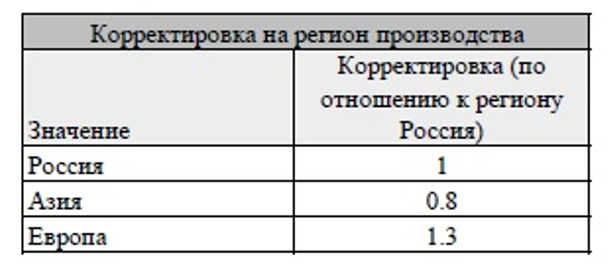 Корректировка на регион производства
Корректировка (по
отношению к региону
Значение
Россия)
Россия 1
Азия 0.8
Европа 1.3